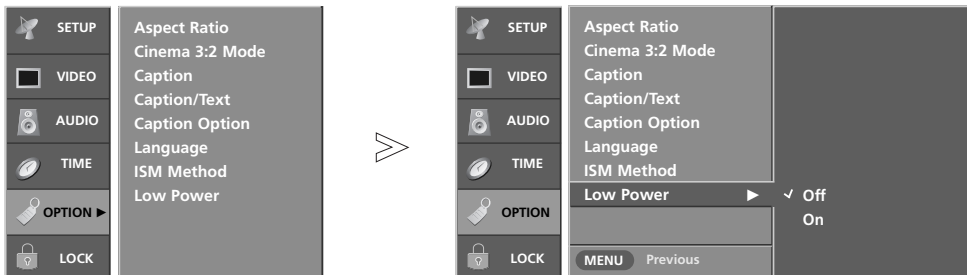 SETUP
VIDEO
AUDIO
TIME
OPTION ►
LOCK
Aspect Ratio
Cinema 3:2 Mode
Caption
Caption/Text
Caption Option
Language
ISM Method
Low Power
SETUP
VIDEO
AUDIO
TIME
OPTION
LOCK
Aspect Ratio
Cinema 3:2 Mode
Caption
Caption/Text
Caption Option
Language
ISM Method
Low Power ►
✓ Off
On
MENU Previous